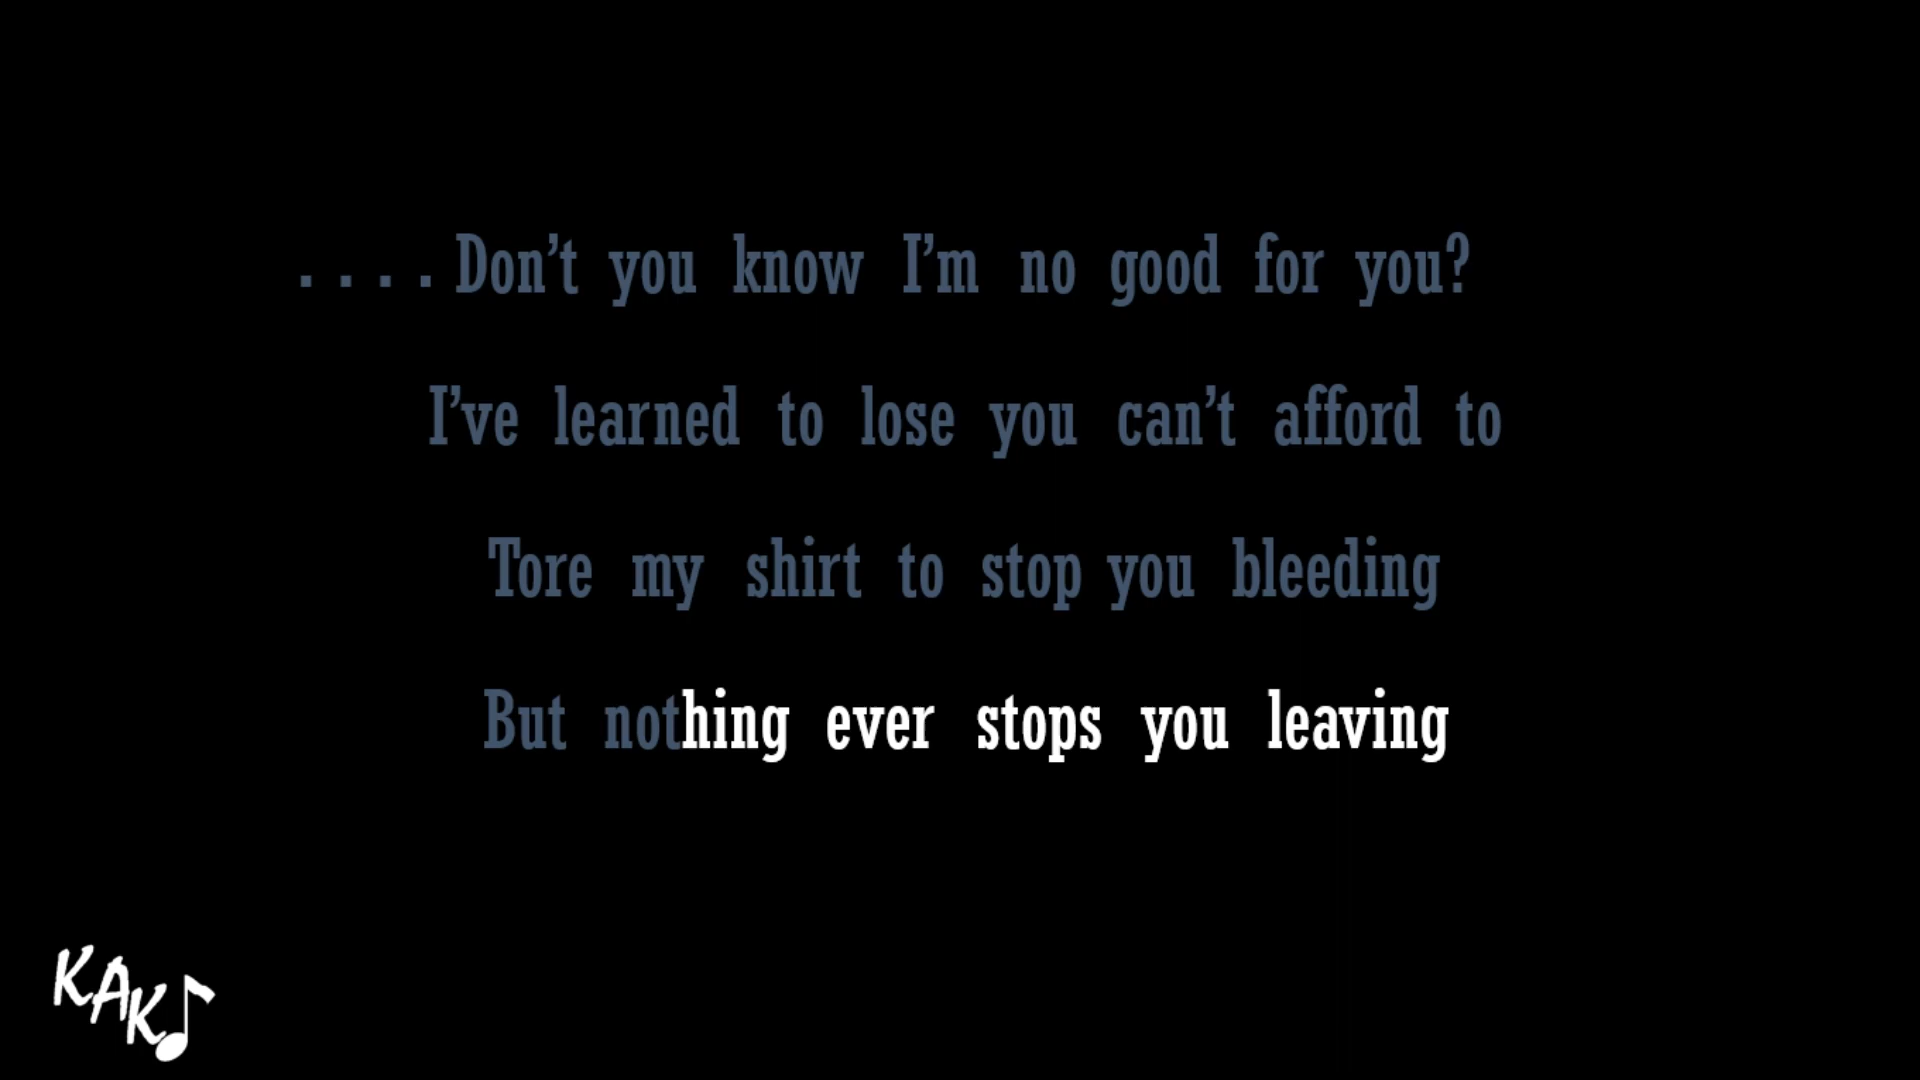 . . . . Don’t you know I’m no good for you?
I’ve learned to lose you can’t afford to
Tore my shirt to stop you bleeding
But nothing ever stops you leaving
KAK